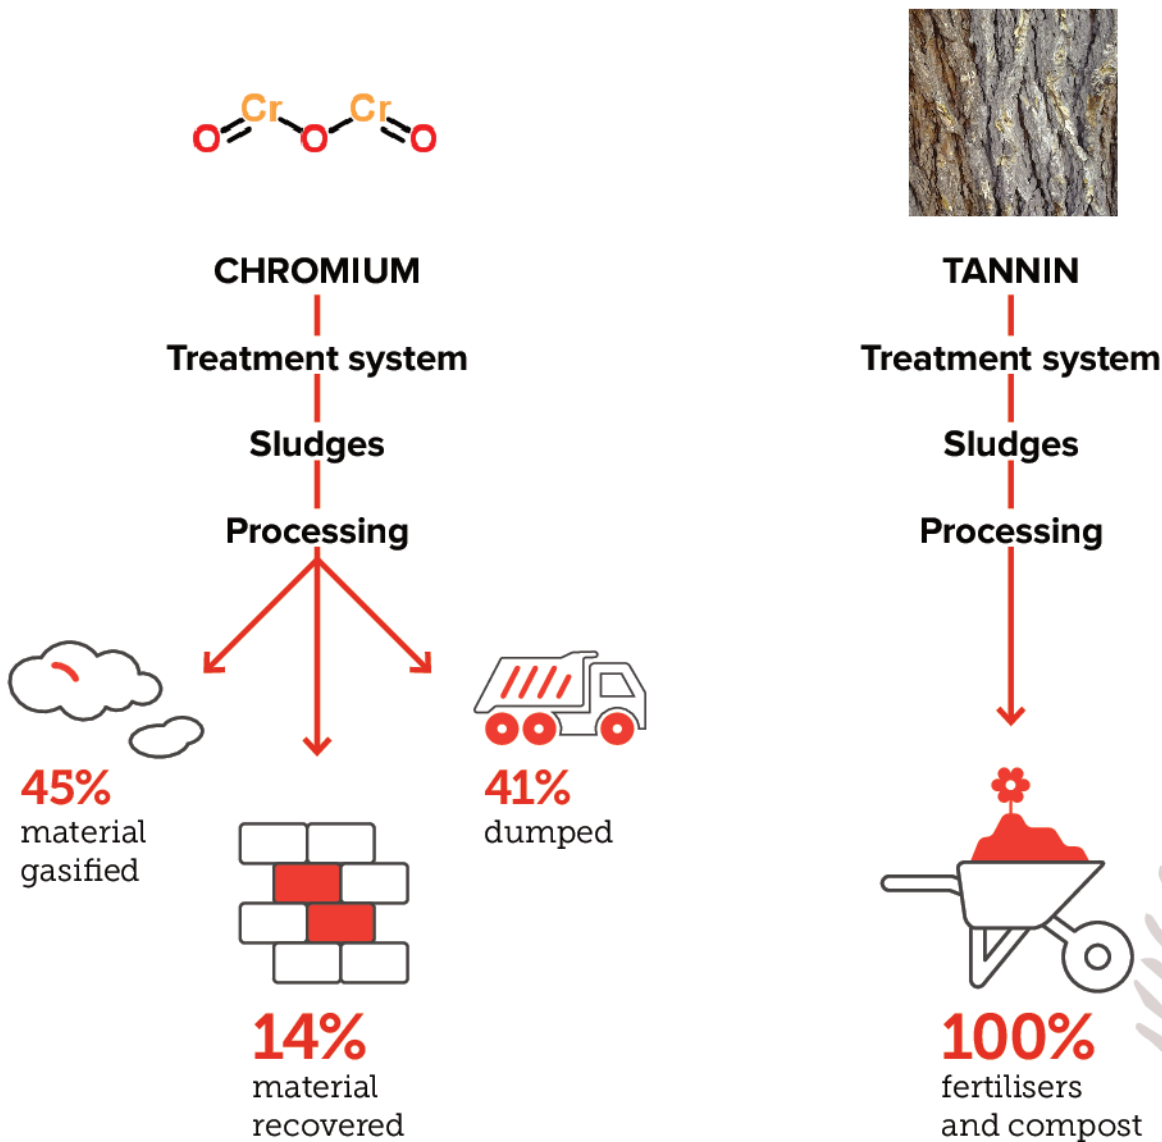 Cr
Cr
O
O
O
CHROMIUM
Treatment system
Sludges
Processing
45%
material
gasified
14%
material
recovered
41%
dumped
TANNIN
Treatment system
Sludges
Processing
100%
fertilisers
and compost